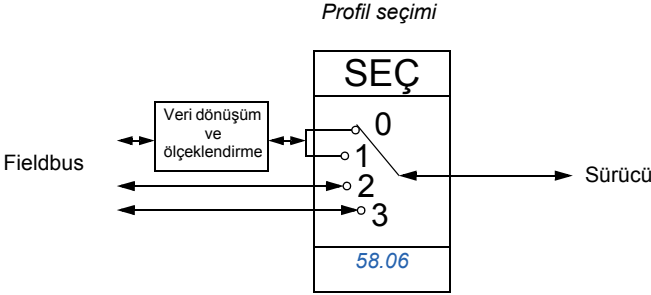 Profil seçimi
SEÇ
Veri dönüşüm
ve
ölçeklendirme
0
1
2
3
Fieldbus
Sürücü
58.06